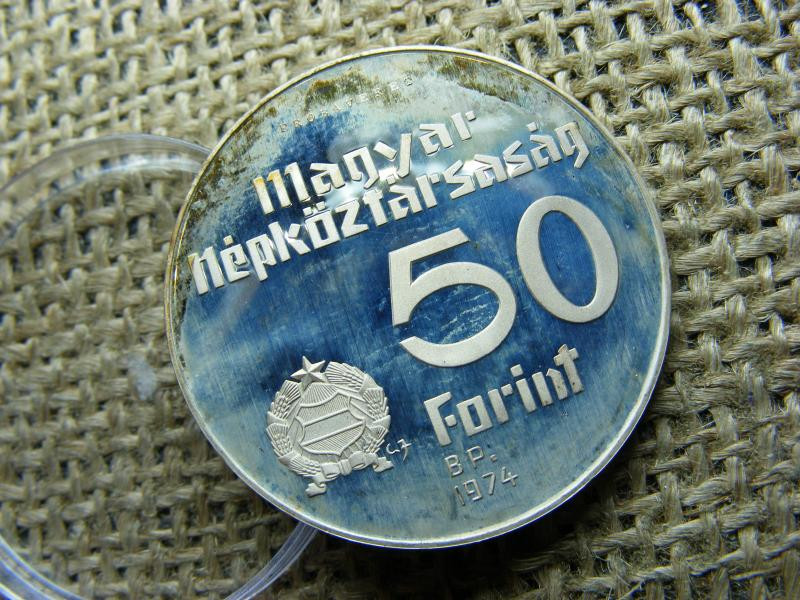 Magyar
Népköztársaság
50
Forint
BP.
1974